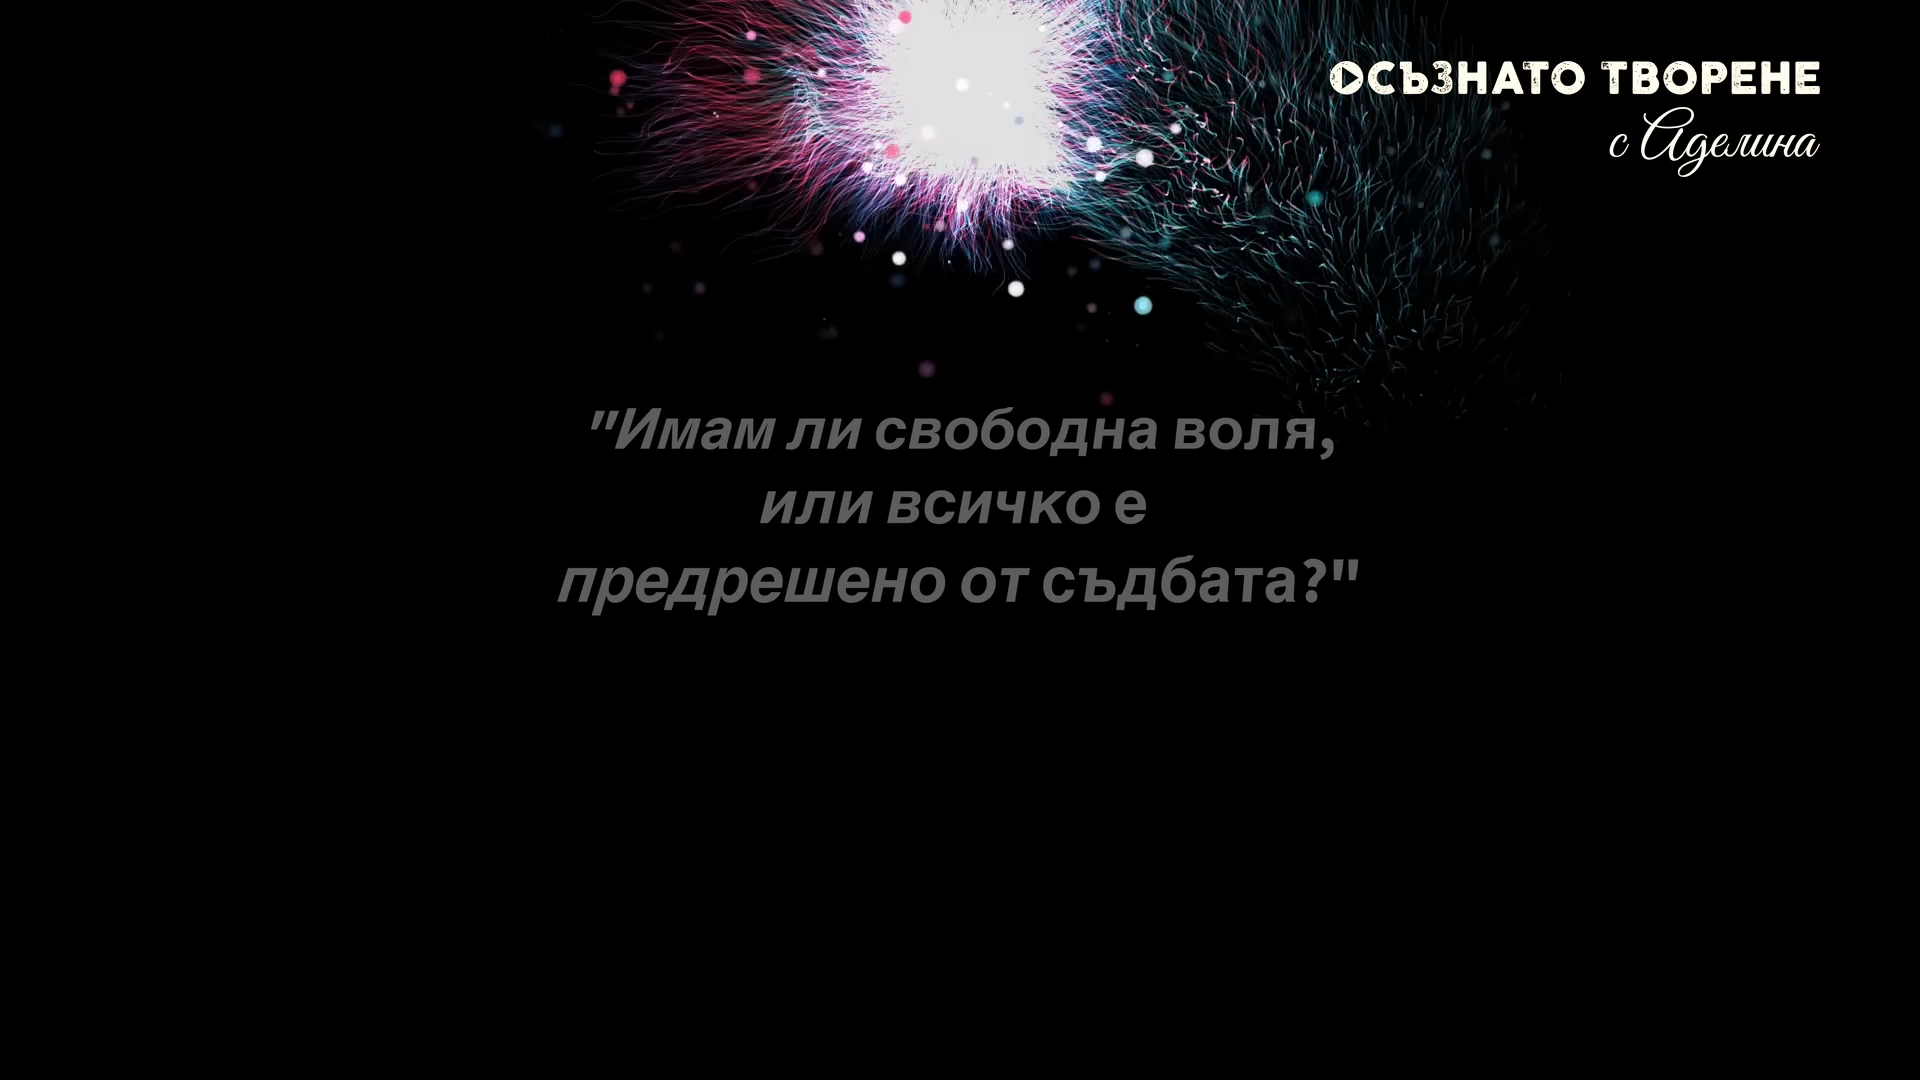 ОСЪЗНАТО ТВОРЕНЕ
с Аделина
"Имам ли свободна воля,
или всичко е
предрешено от съдбата?"